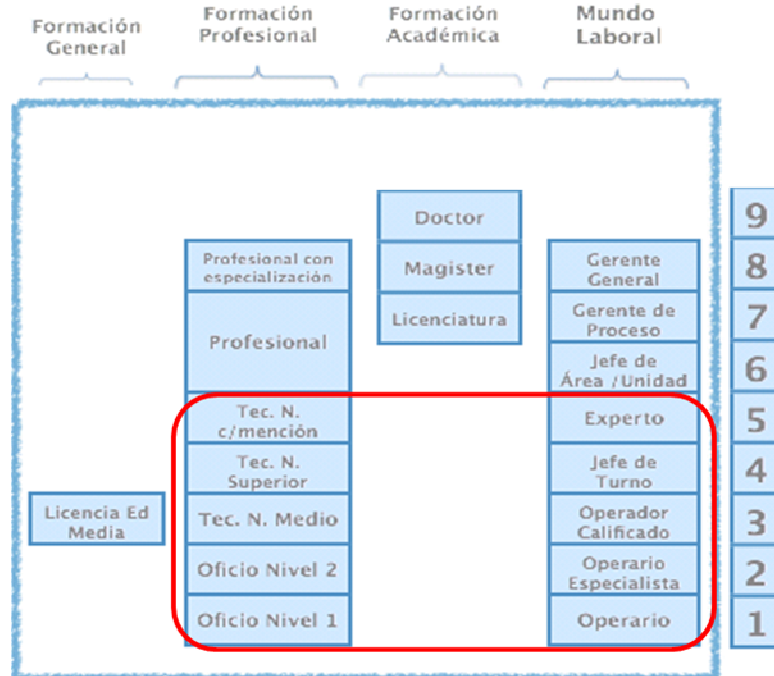 Formación
General
Formación
Profesional
Formación
Académica
Mundo
Laboral
Doctor
9
Profesional con
especialización
Magister
Gerente
General
8
Profesional
Licenciatura
Gerente de
Proceso
7
Jefe de
Área /Unidad
6
Tec. N.
c/mención
Experto
5
Tec. N.
Superior
Jefe de
Turno
4
Licencia Ed
Media
Tec. N. Medio
Operador
Calificado
3
Oficio Nivel 2
Operario
Especialista
2
Oficio Nivel 1
Operario
1